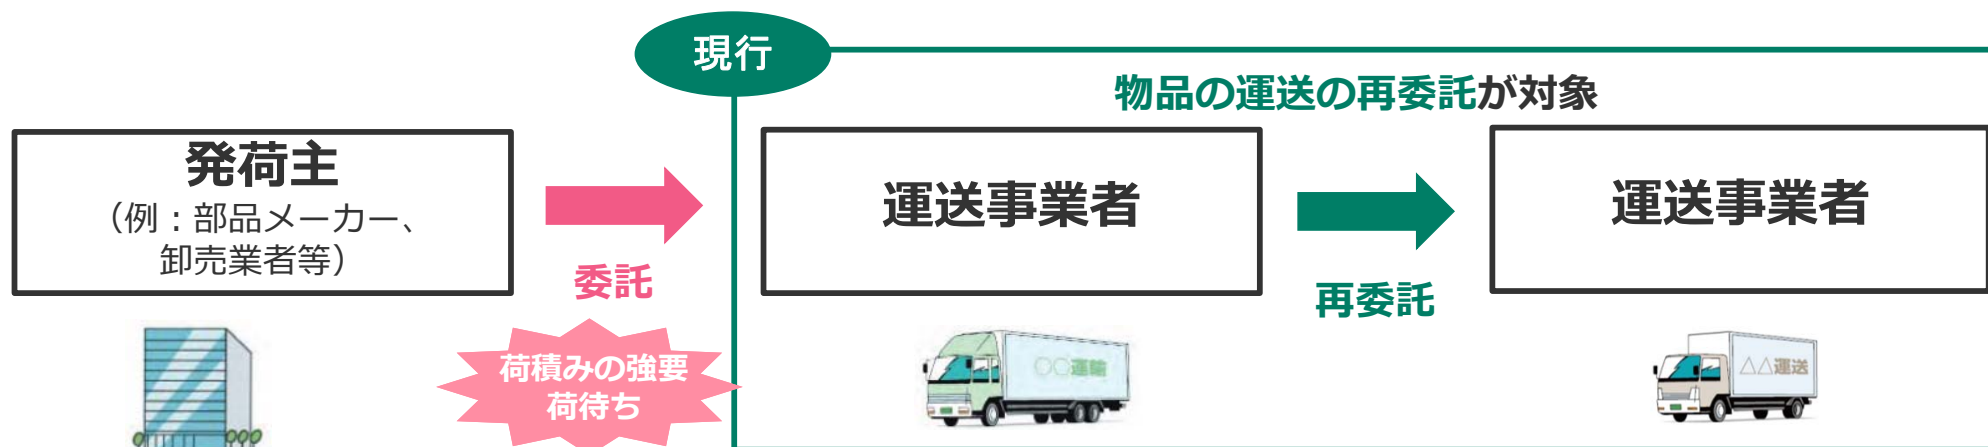 現行
物品の運送の再委託が対象
発荷主
（例：部品メーカー、
卸売業者等）
委託
荷積みの強要
荷待ち
運送事業者
再委託
運送事業者
〇〇運輸
△△運送